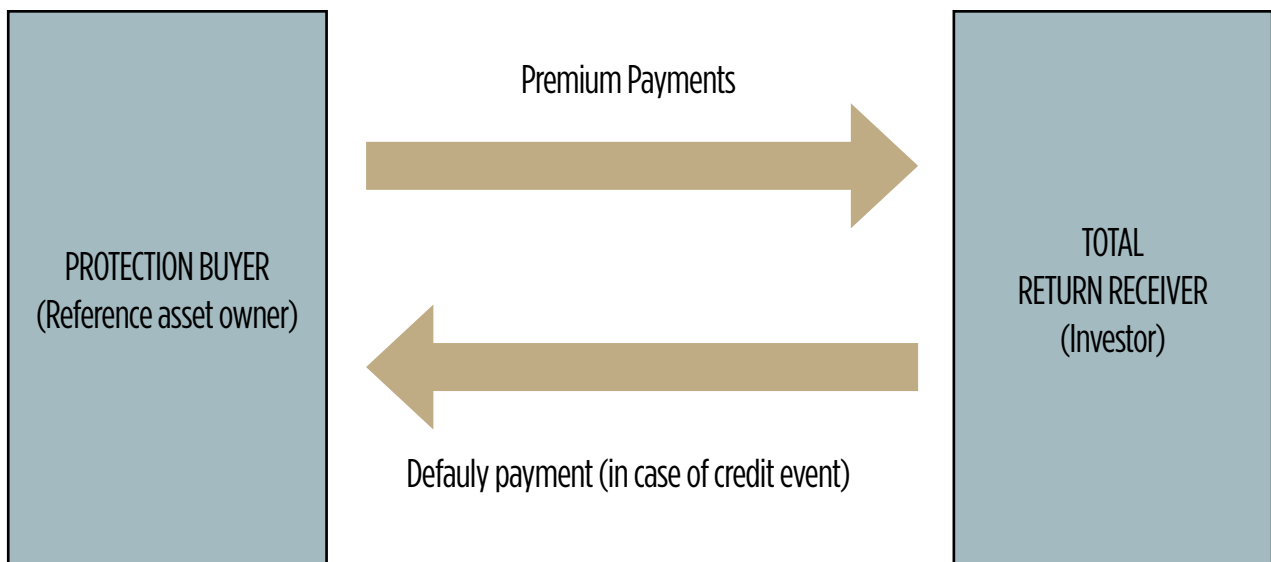 Premium Payments
PROTECTION BUYER
(Reference asset owner)
TOTAL
RETURN RECEIVER
(Investor)
Defauly payment (in case of credit event)